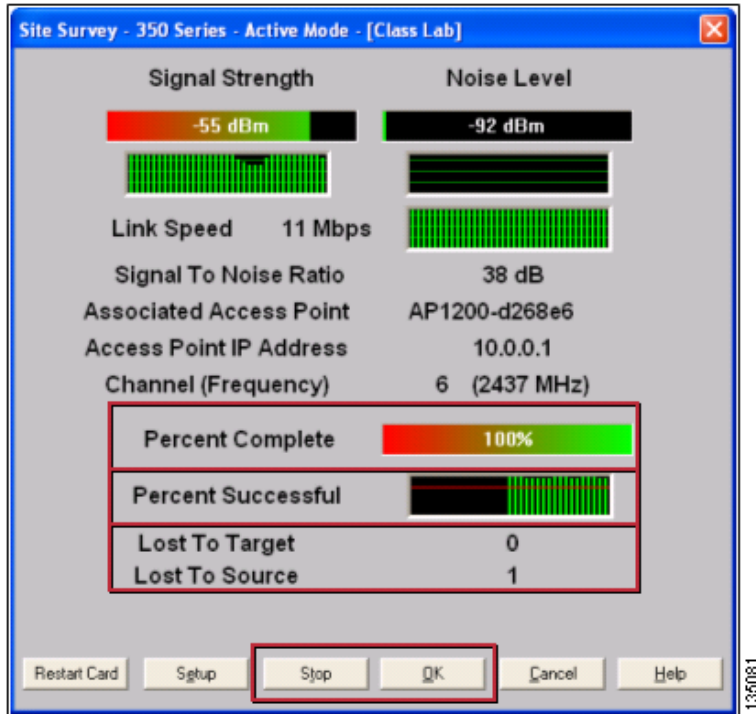 Site Survey - 350 Series - Active Mode - [Class Lab]
Signal Strength
Noise Level
-55 dBm
-92 dBm
Link Speed 11 Mbps
Signal To Noise Ratio 38 dB
Associated Access Point AP1200-d268e6
Access Point IP Address 10.0.0.1
Channel (Frequency) 6 (2437 MHz)
Percent Complete 100%
Percent Successful
Lost To Target 0
Lost To Source 1
Restart Card Setup Stop OK Cancel Help
135081